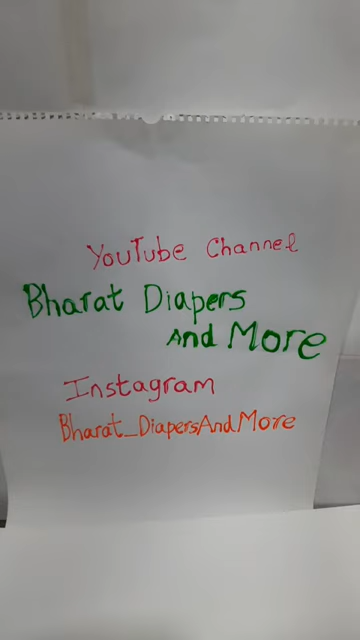 YouTube Channel
Bharat Diapers
And More
Instagram
Bharat_DiapersAndMore